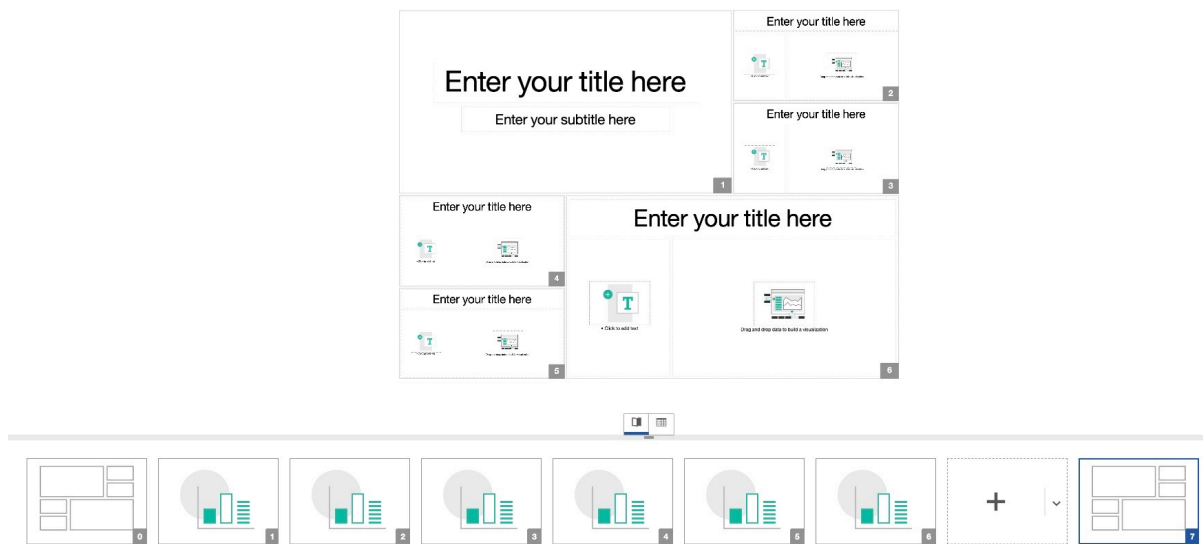 Enter your title here
Enter your subtitle here
1
Enter your title here
T
2
Enter your title here
T
3
Enter your title here
T
4
Enter your title here
T
5
Enter your title here
T
• Click to edit text
Drag and drop data to build a visualization
6
0
1
2
3
4
5
6
+
7